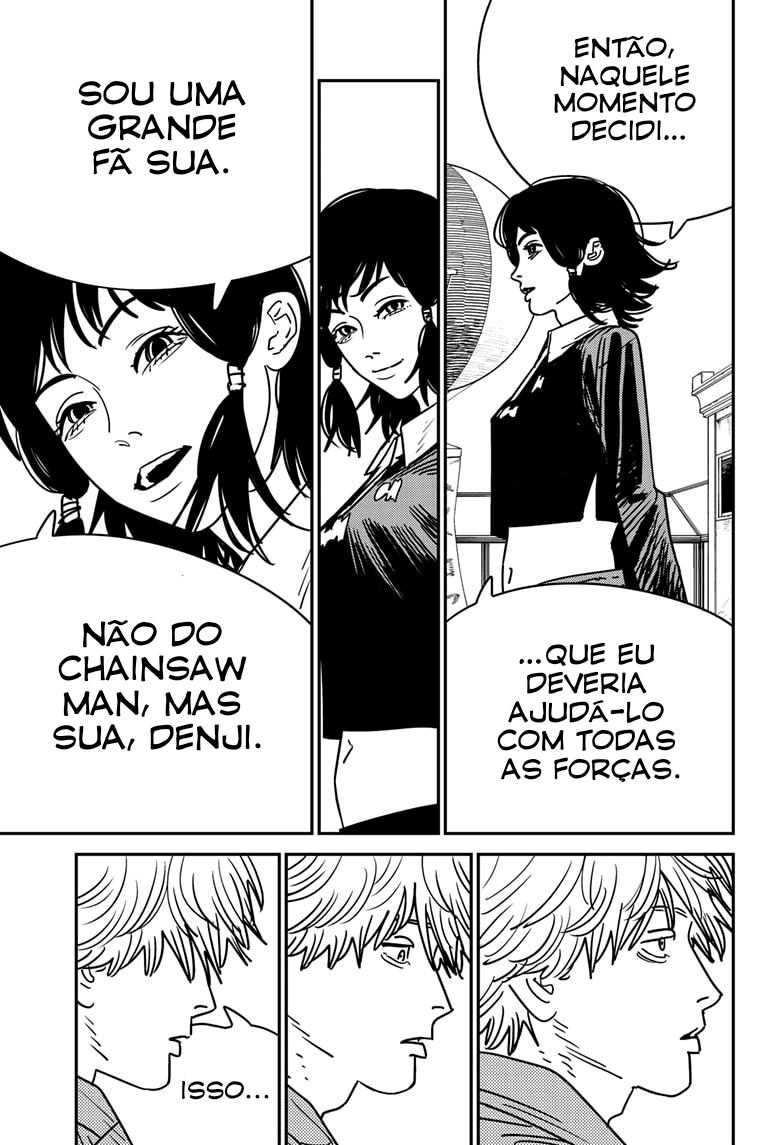 ENTÃO,
NAQUELE
MOMENTO
DECIDI...
...QUE EU
DEVERIA
AJUDÁ-LO
COM TODAS
AS FORÇAS.
SOU UMA
GRANDE
FÃ SUA.
NÃO DO
CHAINSAW
MAN, MAS
SUA, DENJI.
ISSO...